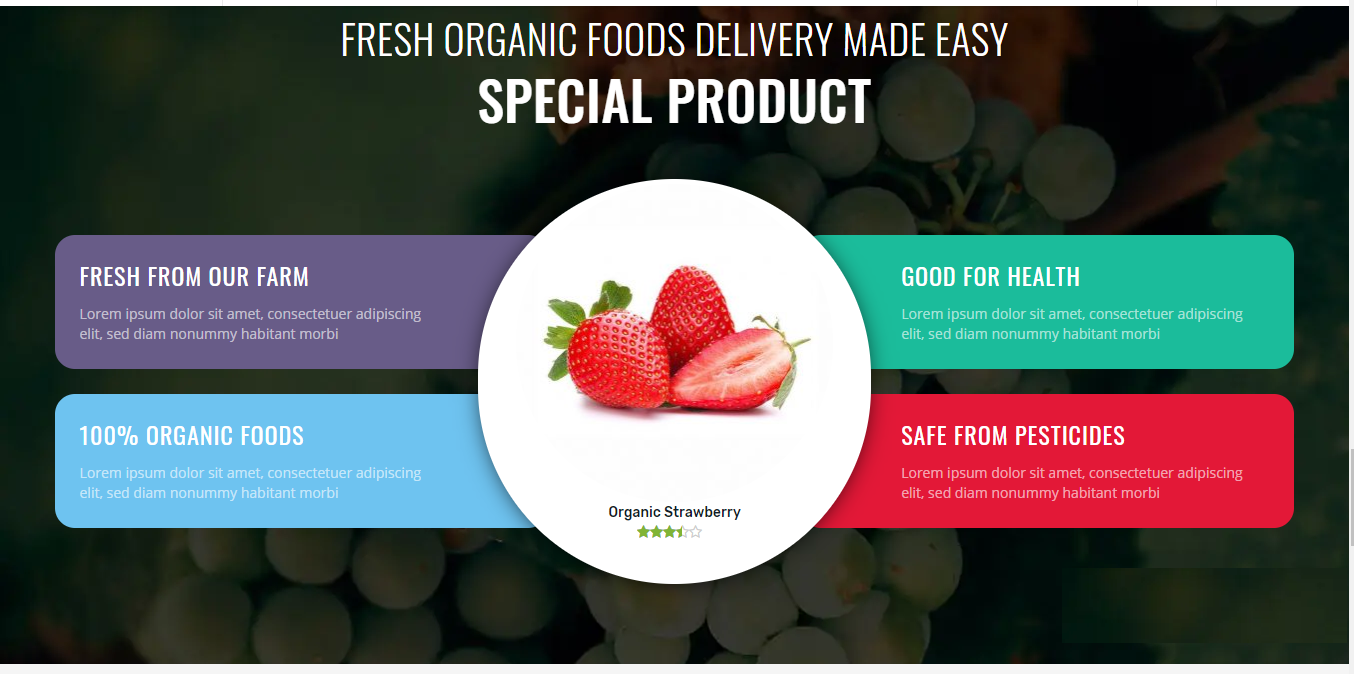 FRESH ORGANIC FOODS DELIVERY MADE EASY
SPECIAL PRODUCT
FRESH FROM OUR FARM
Lorem ipsum dolor sit amet, consectetuer adipiscing
elit, sed diam nonummy habitant morbi
GOOD FOR HEALTH
Lorem ipsum dolor sit amet, consectetuer adipiscing
elit, sed diam nonummy habitant morbi
100% ORGANIC FOODS
Lorem ipsum dolor sit amet, consectetuer adipiscing
elit, sed diam nonummy habitant morbi
SAFE FROM PESTICIDES
Lorem ipsum dolor sit amet, consectetuer adipiscing
elit, sed diam nonummy habitant morbi
Organic Strawberry